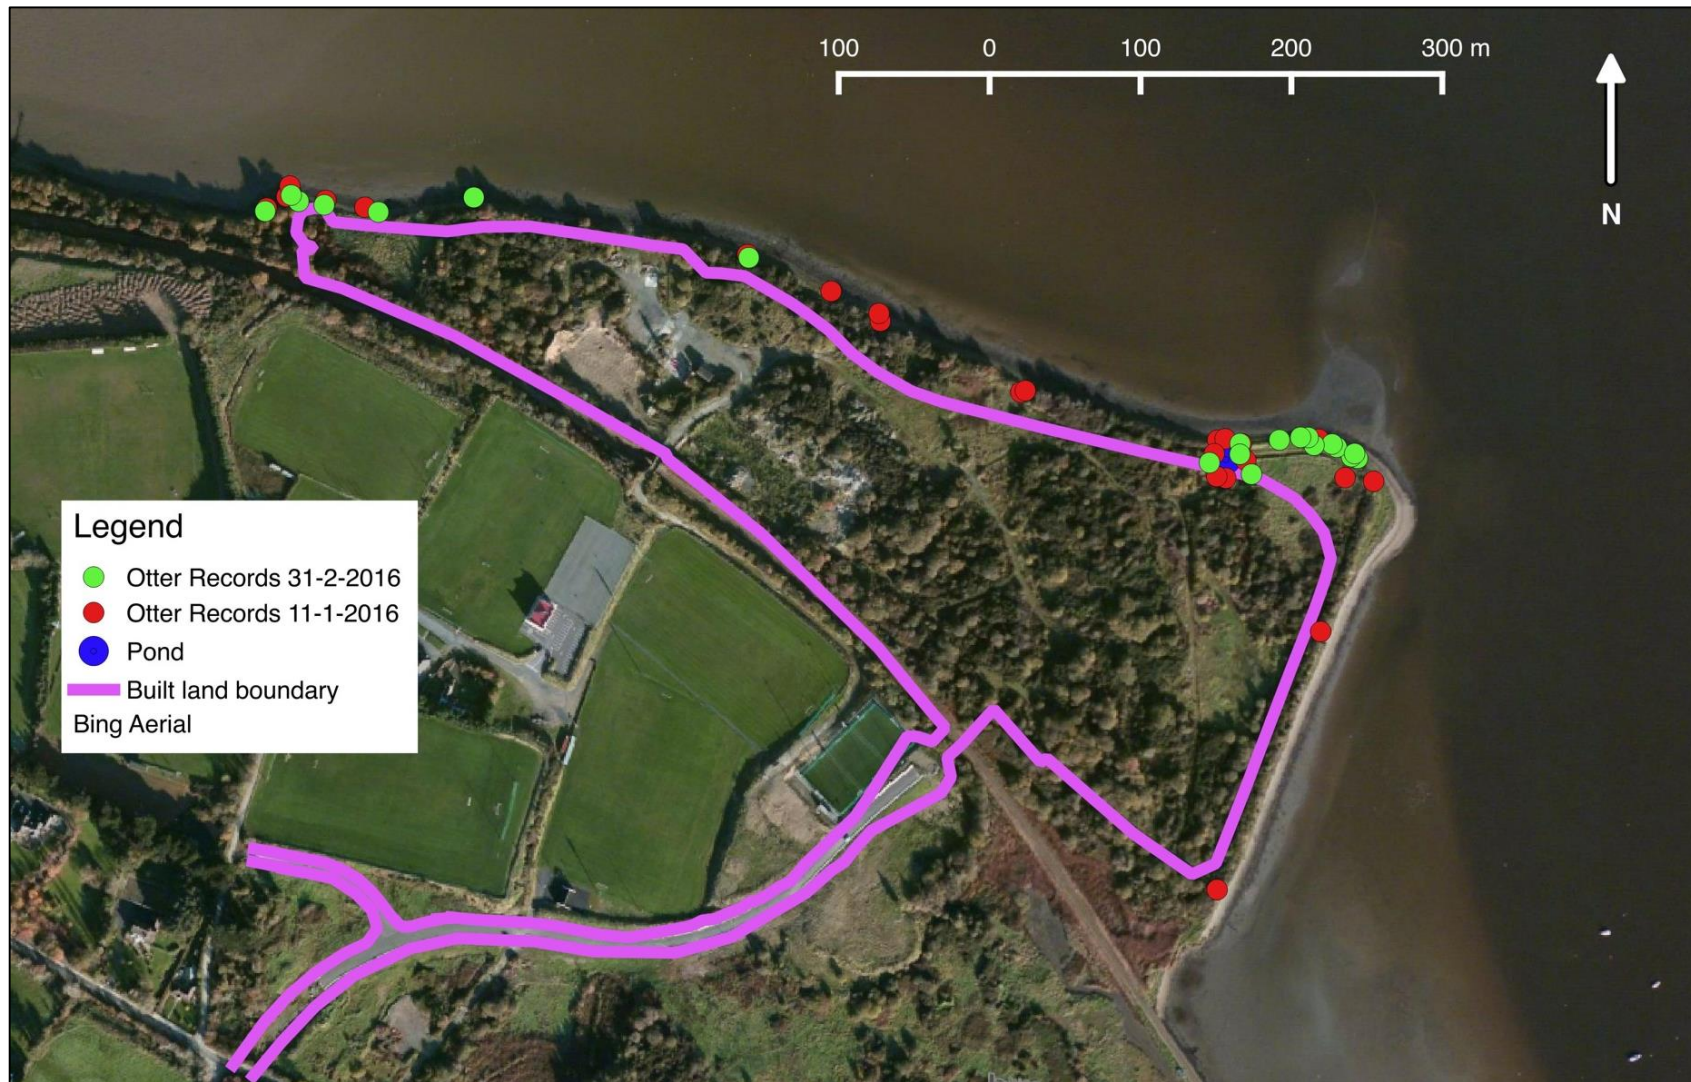 100 0 100 200 300 m
N
Legend
Otter Records 31-2-2016
Otter Records 11-1-2016
Pond
Built land boundary
Bing Aerial